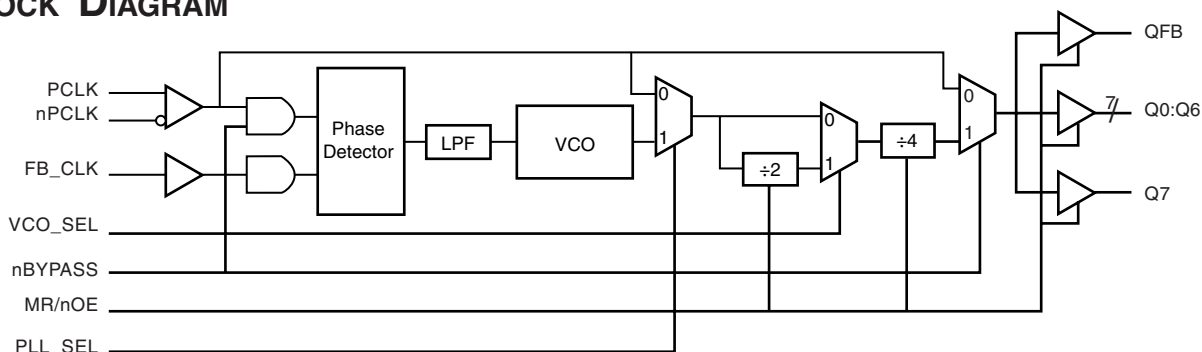 DIAGRAM
QFB
PCLK
nPCLK
0
0
7
Q0:Q6
Phase
Detector
LPF
VCO
1
0
÷4
1
FB_CLK
÷2
1
Q7
VCO_SEL
nBYPASS
MR/nOE
PLL_SEL